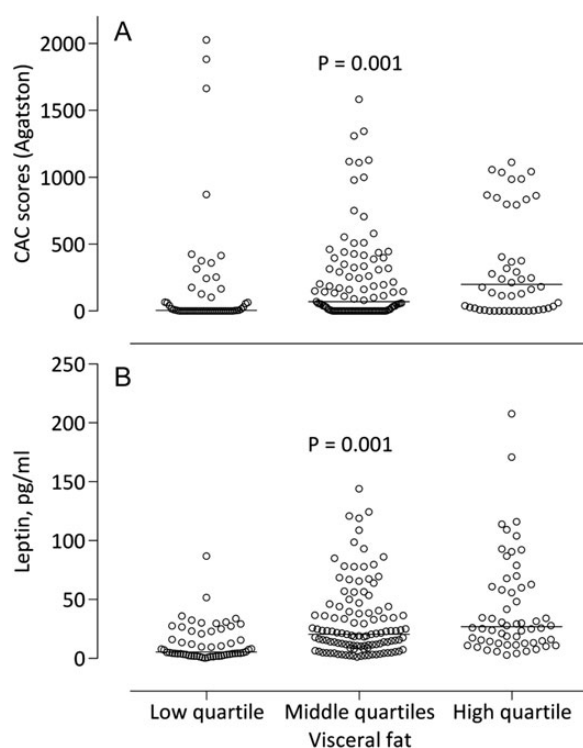 A
CAC scores (Agatston)
2000
1500
1000
500
0
P = 0.001
B
Leptin, pg/ml
250
200
150
100
50
0
P = 0.001
Low quartile Middle quartiles High quartile
Visceral fat